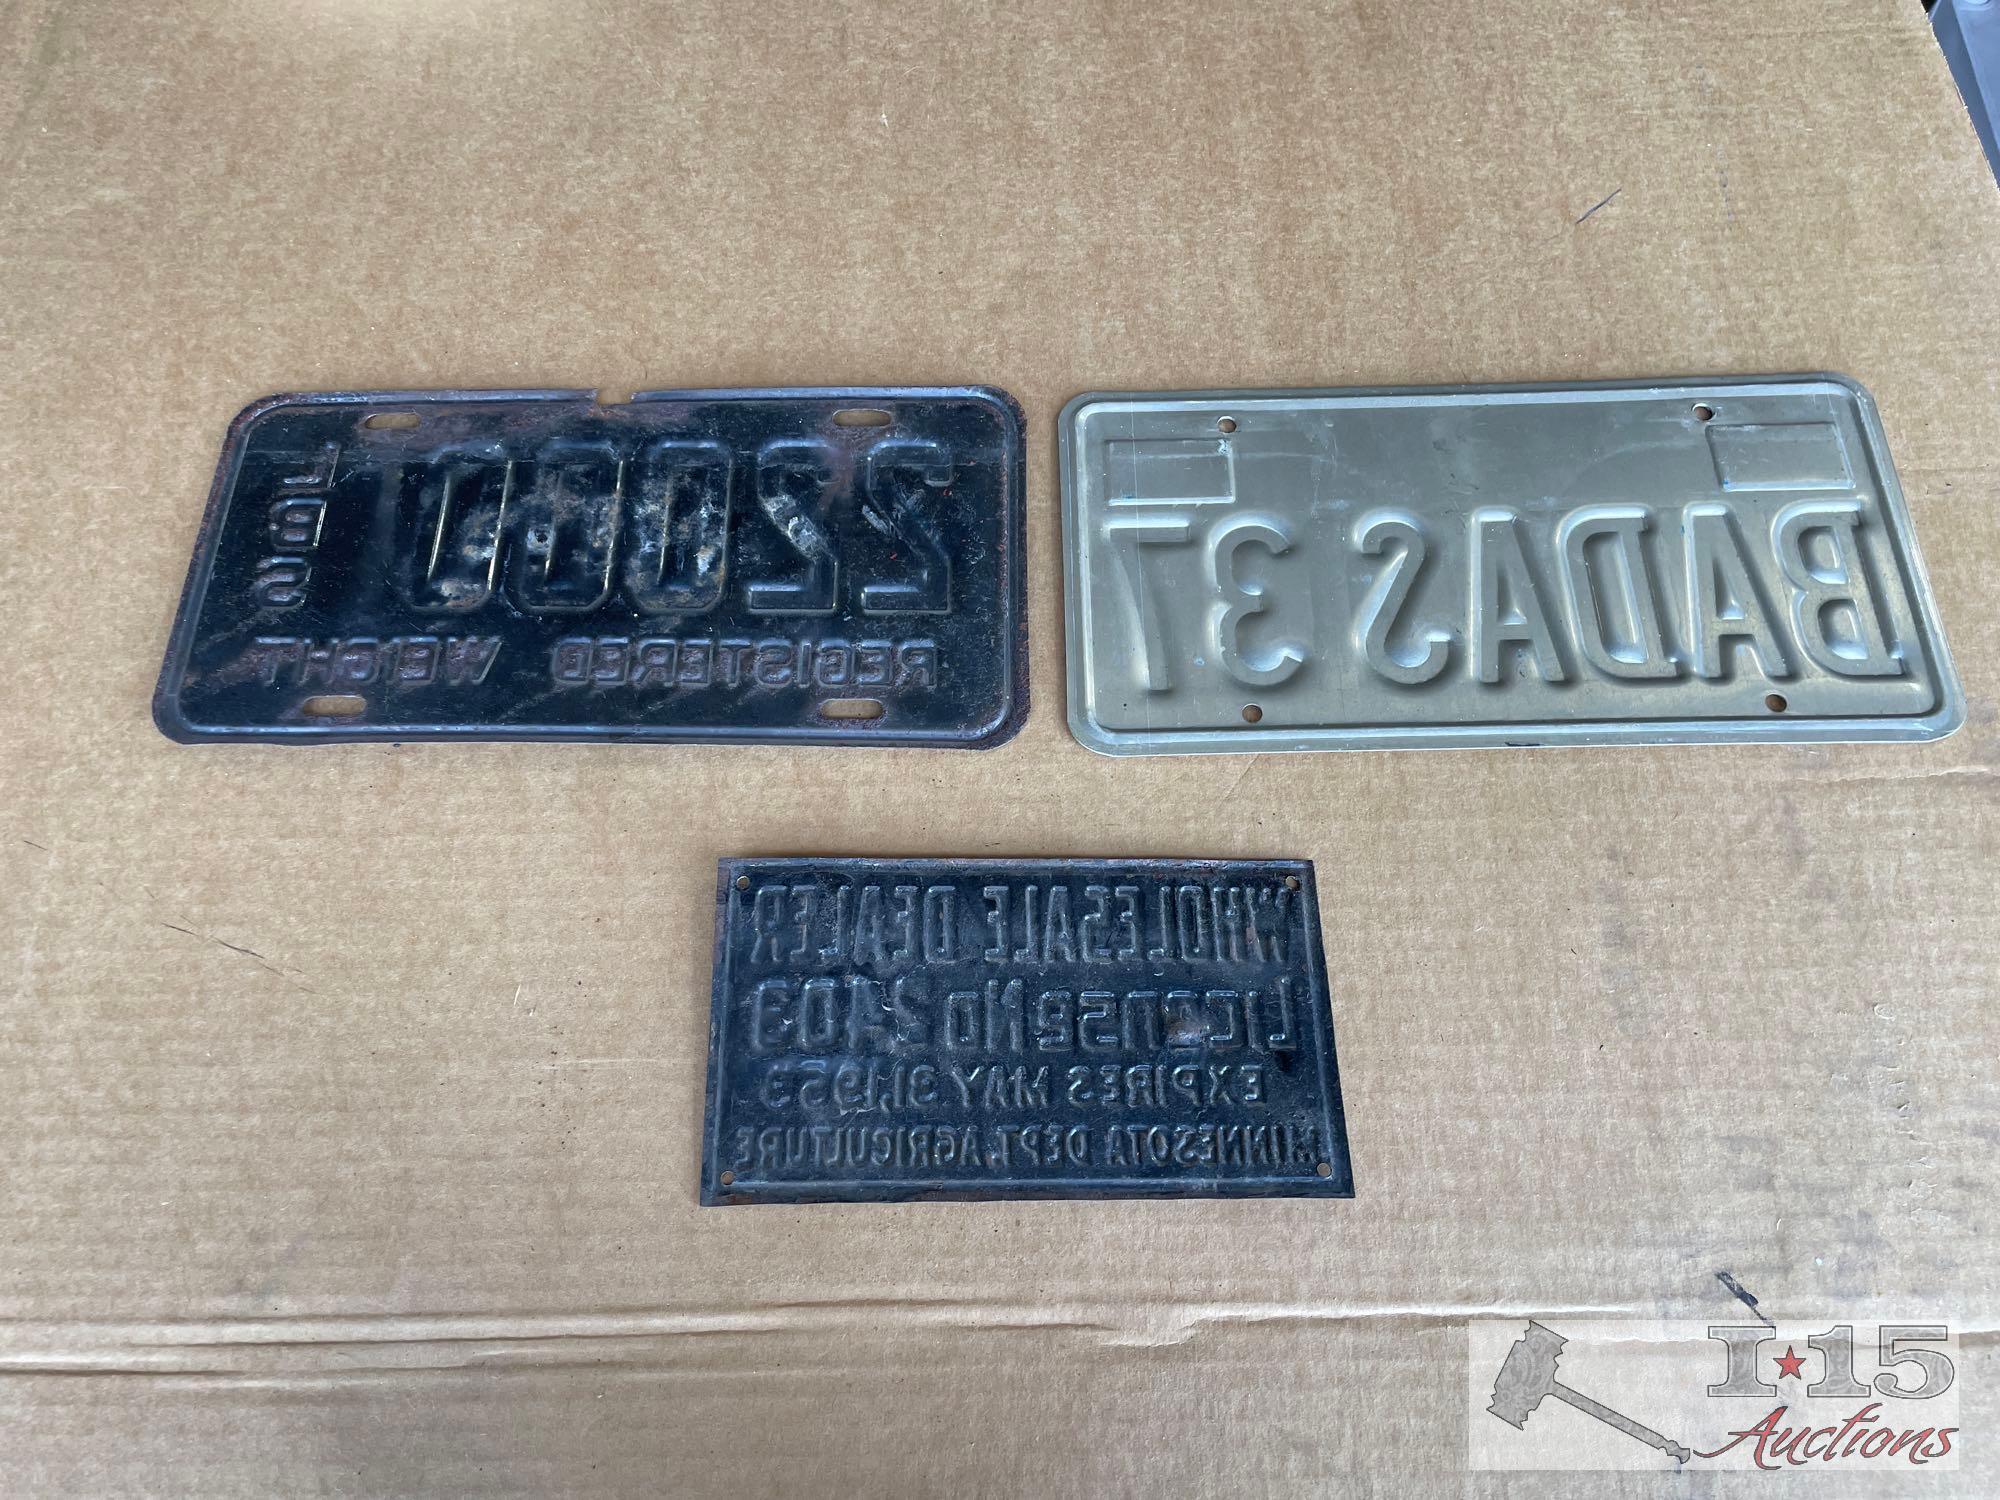 22000 LBS
REGISTERED WEIGHT
BADAS 37
WHOLESALE DEALER
LICENSE NO 2403
EXPIRES MAY 31, 1953
MINNESOTA DEPT. AGRICULTURE
I 15
Auctions